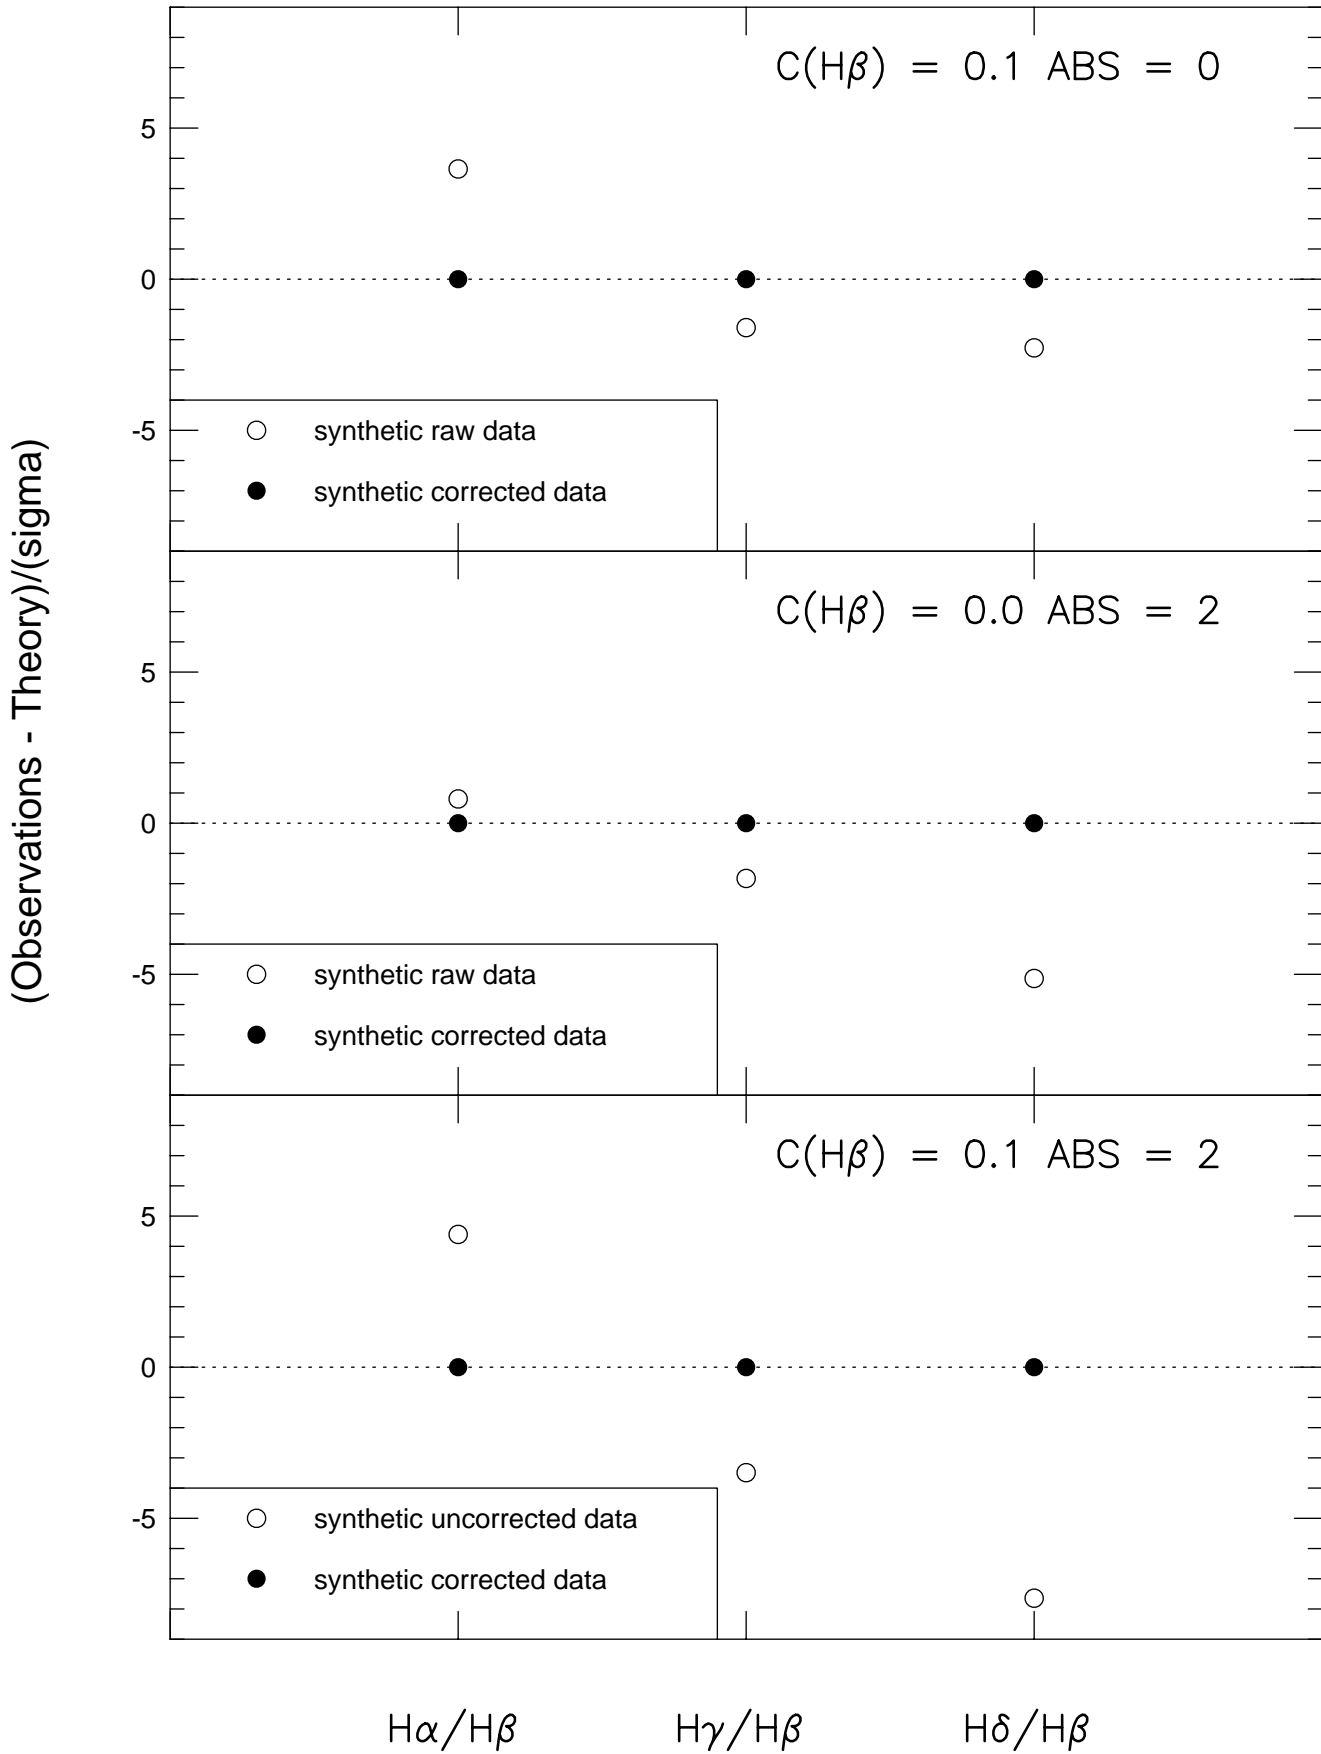 C(Hβ) = 0.1 ABS = 0
5
0
-5
synthetic raw data
synthetic corrected data
C(Hβ) = 0.0 ABS = 2
5
0
-5
synthetic raw data
synthetic corrected data
C(Hβ) = 0.1 ABS = 2
5
0
-5
synthetic uncorrected data
synthetic corrected data
(Observations - Theory)/(sigma)
Hα/Hβ
Hγ/Hβ
Hδ/Hβ